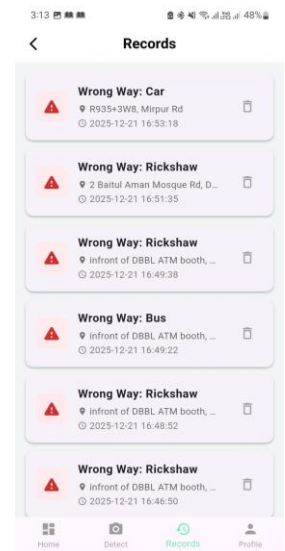 3:13
48%
Records
Wrong Way: Car
R935+3W8, Mirpur Rd
2025-12-21 16:53:18
Wrong Way: Rickshaw
2 Baitul Aman Mosque Rd, D...
2025-12-21 16:51:35
Wrong Way: Rickshaw
infront of DBBL ATM booth, ...
2025-12-21 16:49:38
Wrong Way: Bus
infront of DBBL ATM booth, ...
2025-12-21 16:49:22
Wrong Way: Rickshaw
infront of DBBL ATM booth, ...
2025-12-21 16:48:52
Wrong Way: Rickshaw
infront of DBBL ATM booth, ...
2025-12-21 16:46:50
Home Detect Records Profile